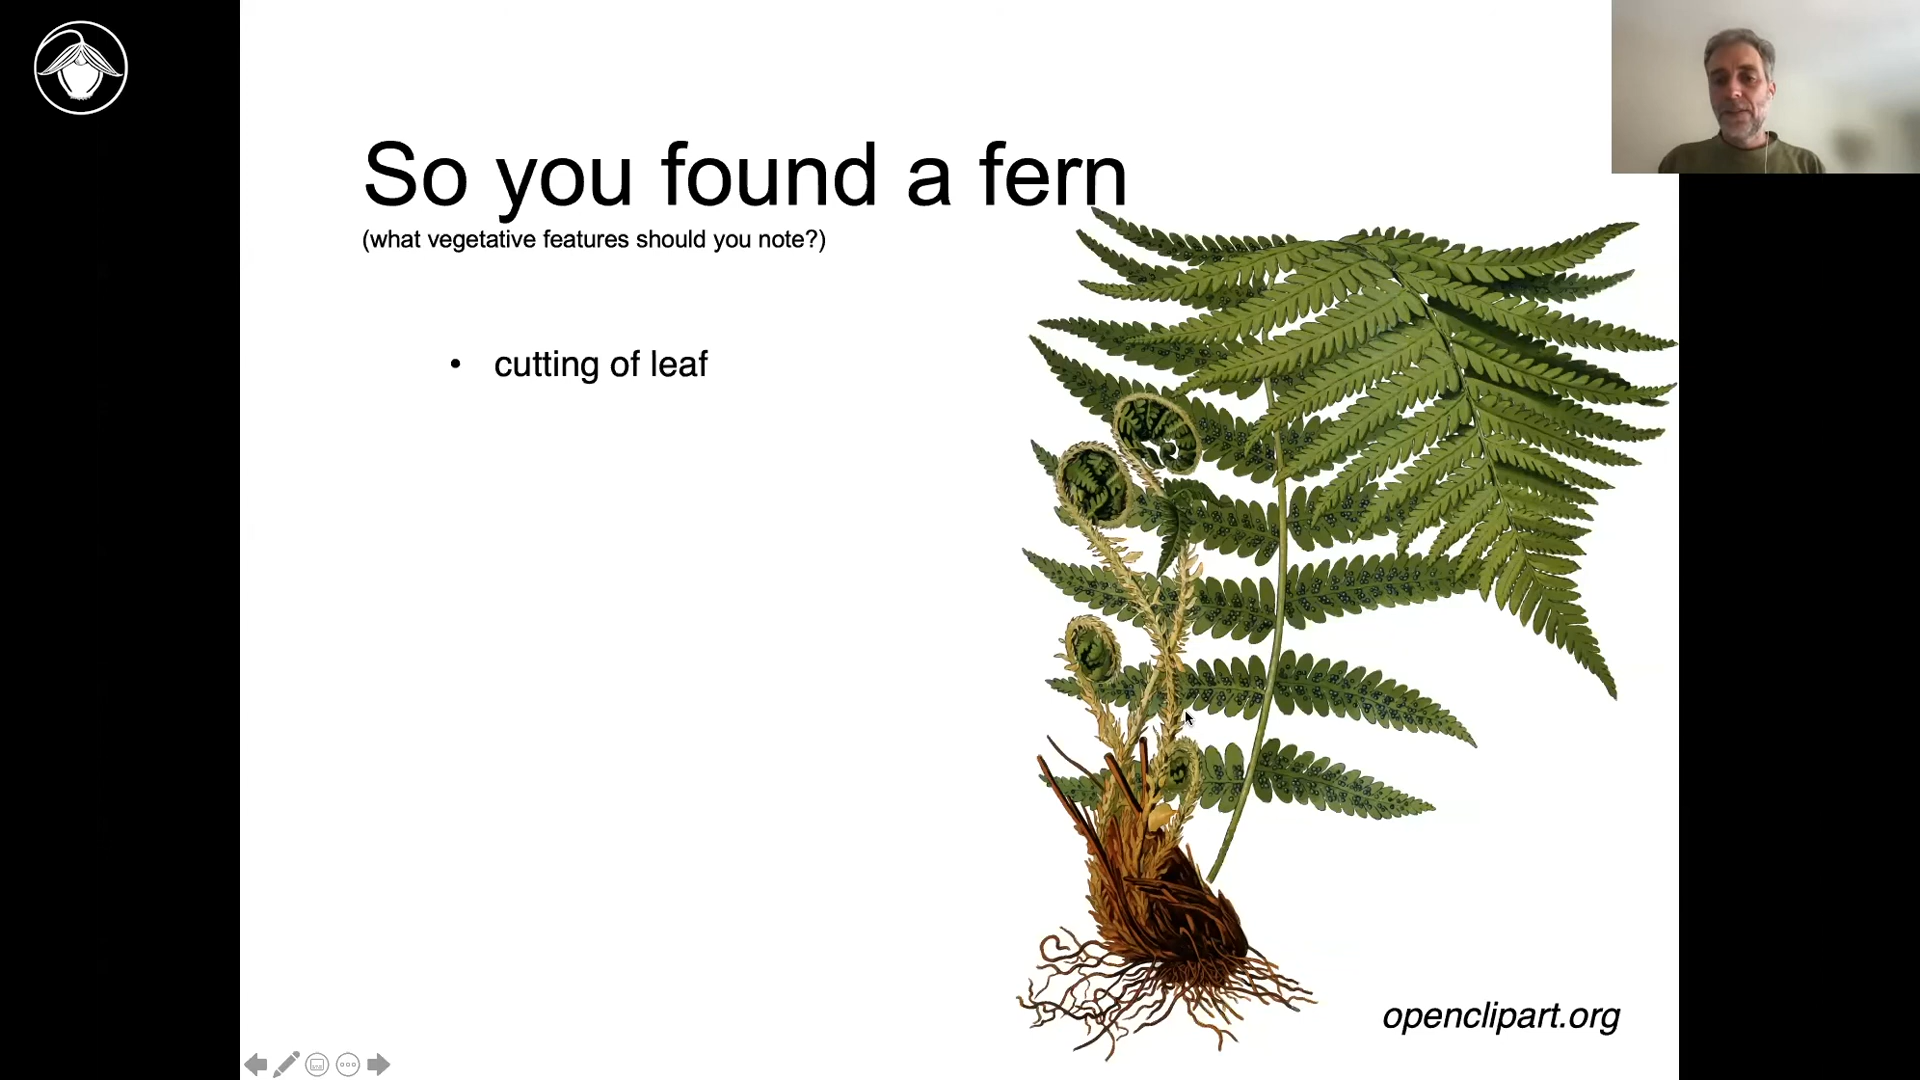 So you found a fern
(what vegetative features should you note?)
• cutting of leaf
openclipart.org